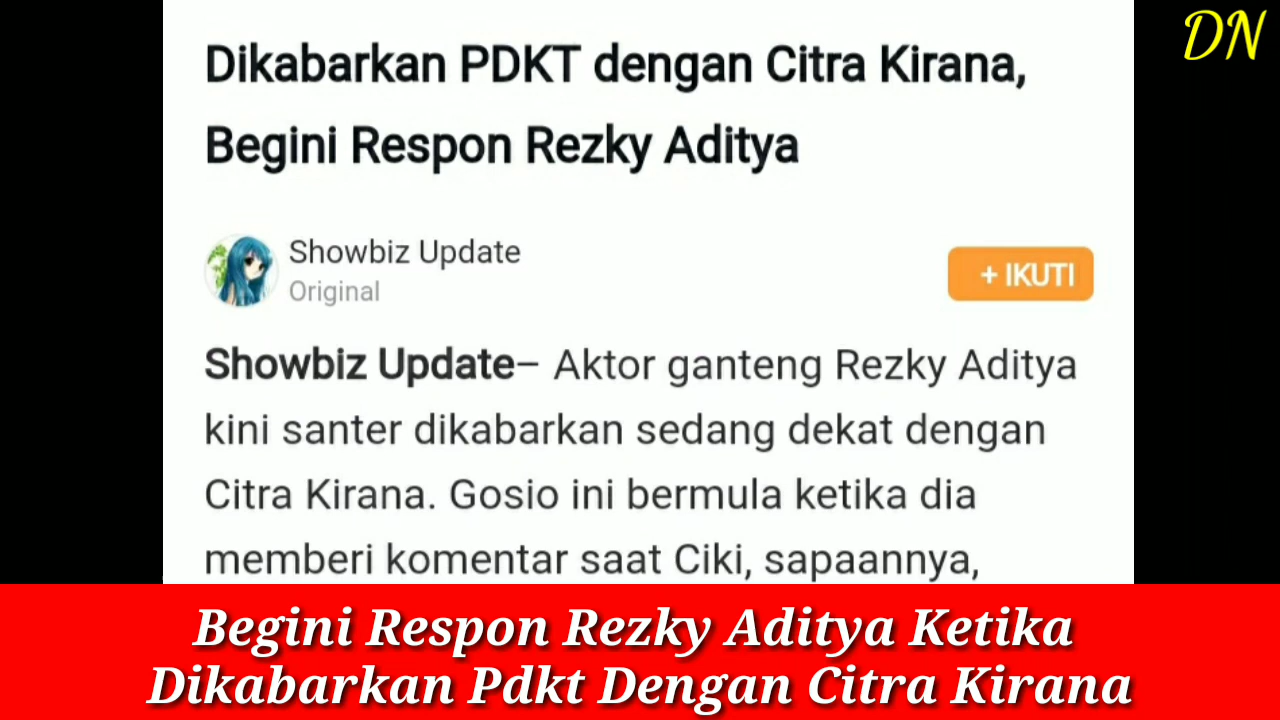 DN
Dikabarkan PDKT dengan Citra Kirana,
Begini Respon Rezky Aditya
Showbiz Update
Original
+ IKUTI
Showbiz Update– Aktor ganteng Rezky Aditya
kini santer dikabarkan sedang dekat dengan
Citra Kirana. Gosio ini bermula ketika dia
memberi komentar saat Ciki, sapaannya,
Begini Respon Rezky Aditya Ketika
Dikabarkan Pdkt Dengan Citra Kirana